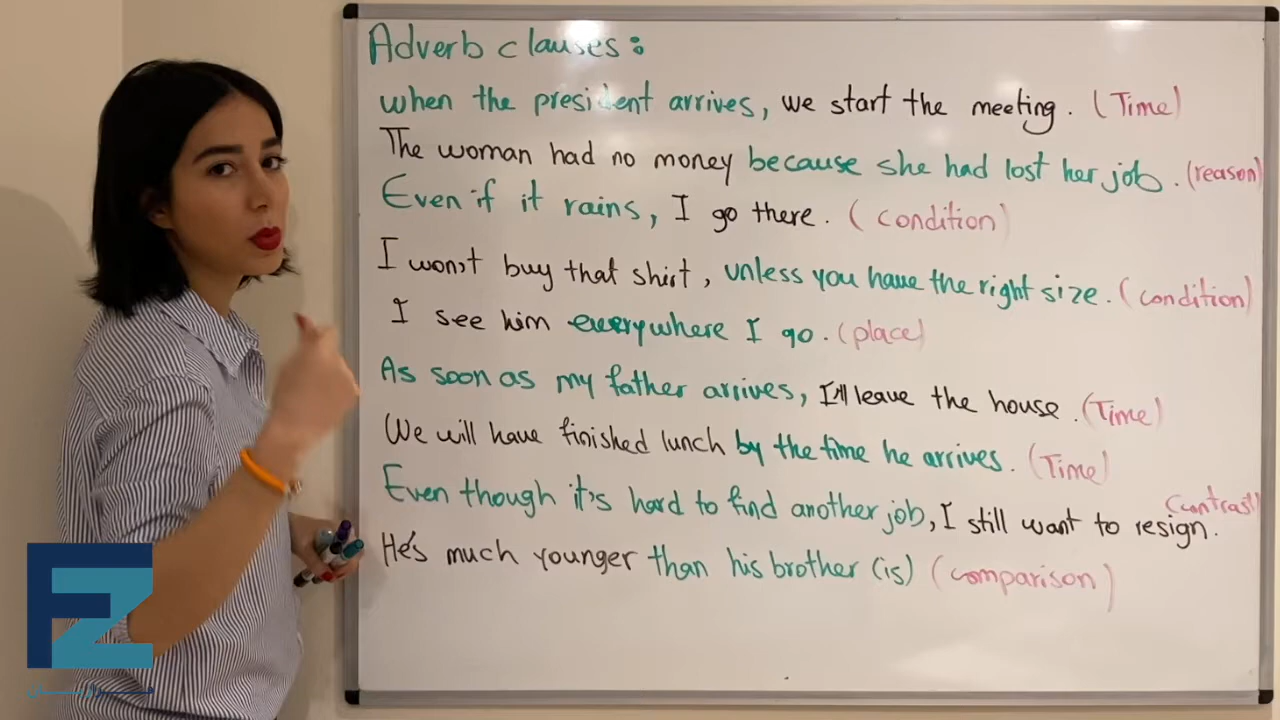 Adverb clauses:
when the president arrives, we start the meeting. (Time)
The woman had no money because she had lost her job. (reason)
Even if it rains, I go there. (condition)
I won't buy that shirt, unless you have the right size. (condition)
I see him everywhere I go. (place)
As soon as my father arrives, I'll leave the house. (Time)
We will have finished lunch by the time he arrives. (Time)
Even though it's hard to find another job, I still want to resign. (contrast)
He's much younger than his brother (is) (comparison)
FZ